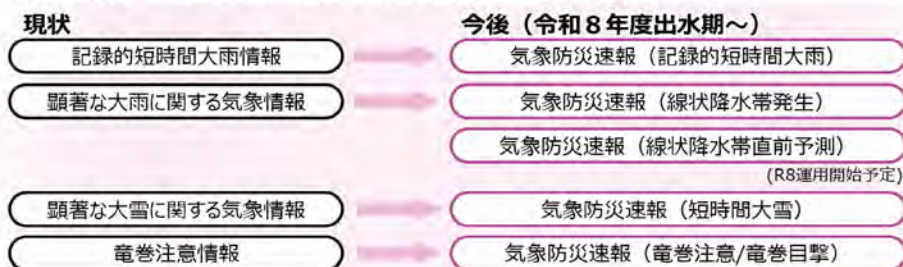 現状
今後（令和８年度出水期～）
記録的短時間大雨情報
気象防災速報（記録的短時間大雨）
顕著な大雨に関する気象情報
気象防災速報（線状降水帯発生）
気象防災速報（線状降水帯直前予測）
(R8運用開始予定)
顕著な大雪に関する気象情報
気象防災速報（短時間大雪）
竜巻注意情報
気象防災速報（竜巻注意/竜巻目撃）